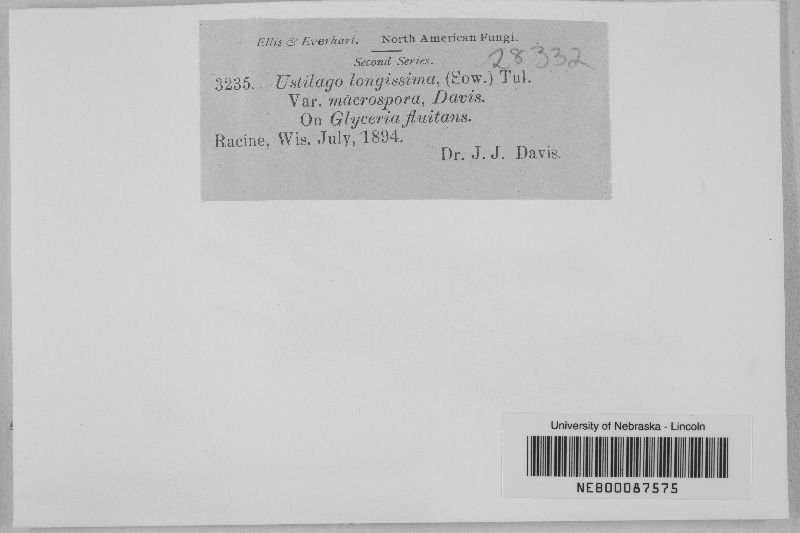 Ellis & Everhart. North American Fungi.
28332
Second Series.
3235. Ustilago longissima, (Sow.) Tul.
Var. macrospora, Davis.
On Glyceria fluitans.
Racine, Wis. July, 1894.
Dr. J. J. Davis.
University of Nebraska - Lincoln
NEB00087575